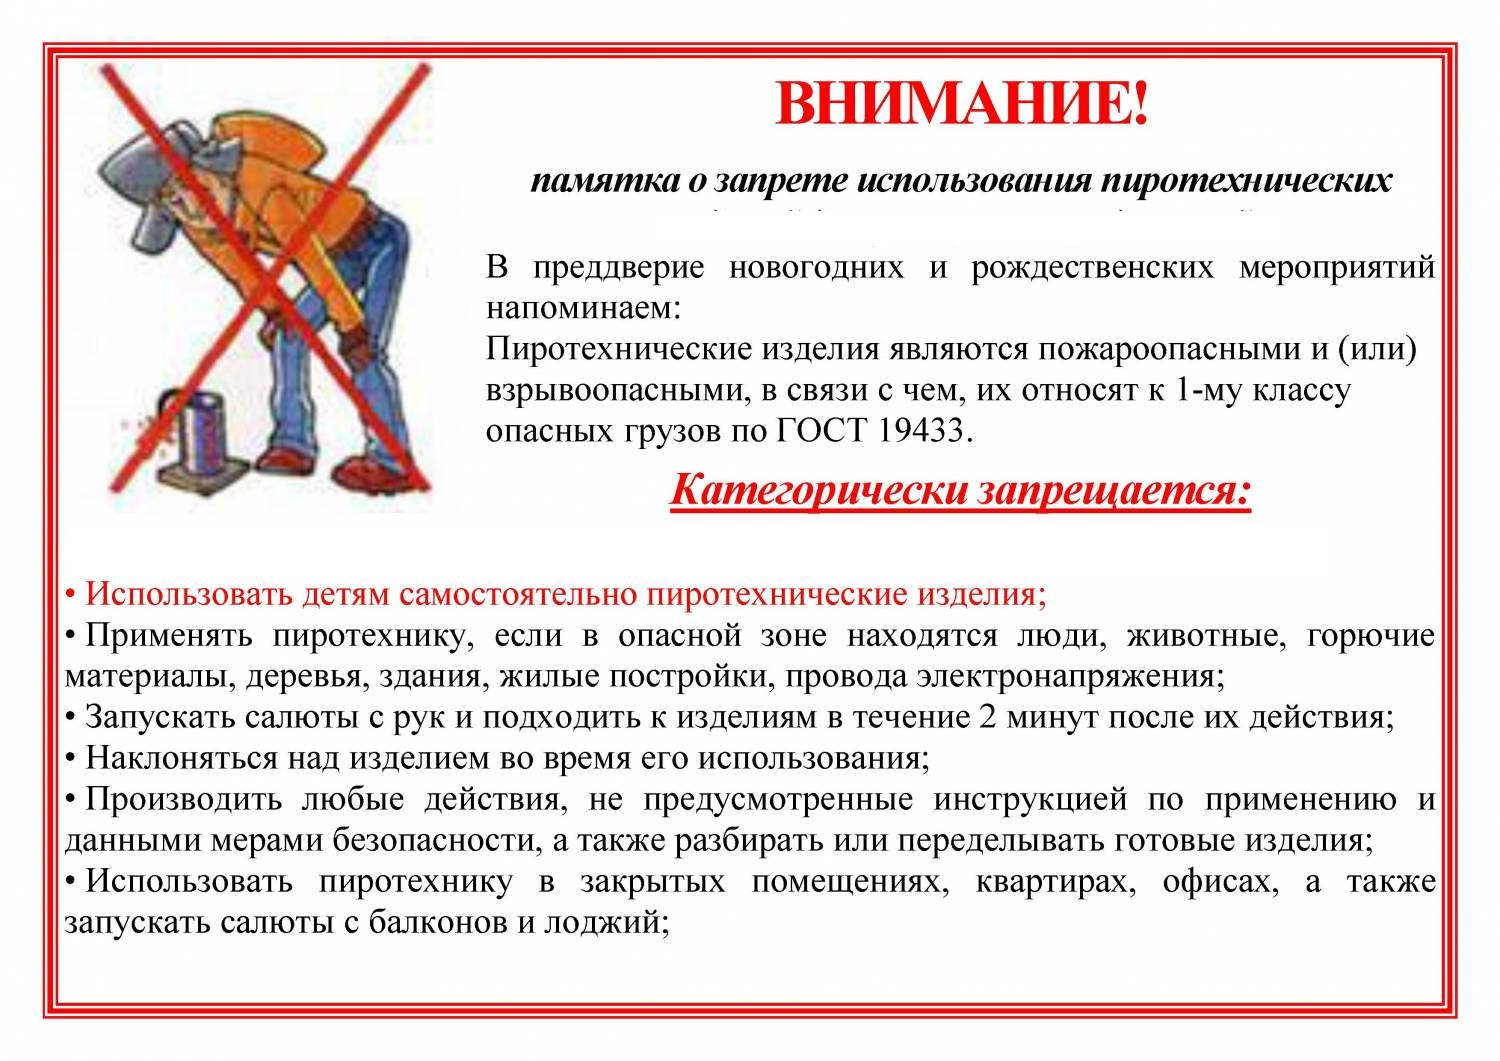 ВНИМАНИЕ!
памятка о запрете использования пиротехнических
В преддверие новогодних и рождественских мероприятий
напоминаем:
Пиротехнические изделия являются пожароопасными и (или)
взрывоопасными, в связи с чем, их относят к 1-му классу
опасных грузов по ГОСТ 19433.
Категорически запрещается:
• Использовать детям самостоятельно пиротехнические изделия;
• Применять пиротехнику, если в опасной зоне находятся люди, животные, горючие
материалы, деревья, здания, жилые постройки, провода электронапряжения;
• Запускать салюты с рук и подходить к изделиям в течение 2 минут после их действия;
• Наклоняться над изделием во время его использования;
• Производить любые действия, не предусмотренные инструкцией по применению и
данными мерами безопасности, а также разбирать или переделывать готовые изделия;
• Использовать пиротехнику в закрытых помещениях, квартирах, офисах, а также
запускать салюты с балконов и лоджий;